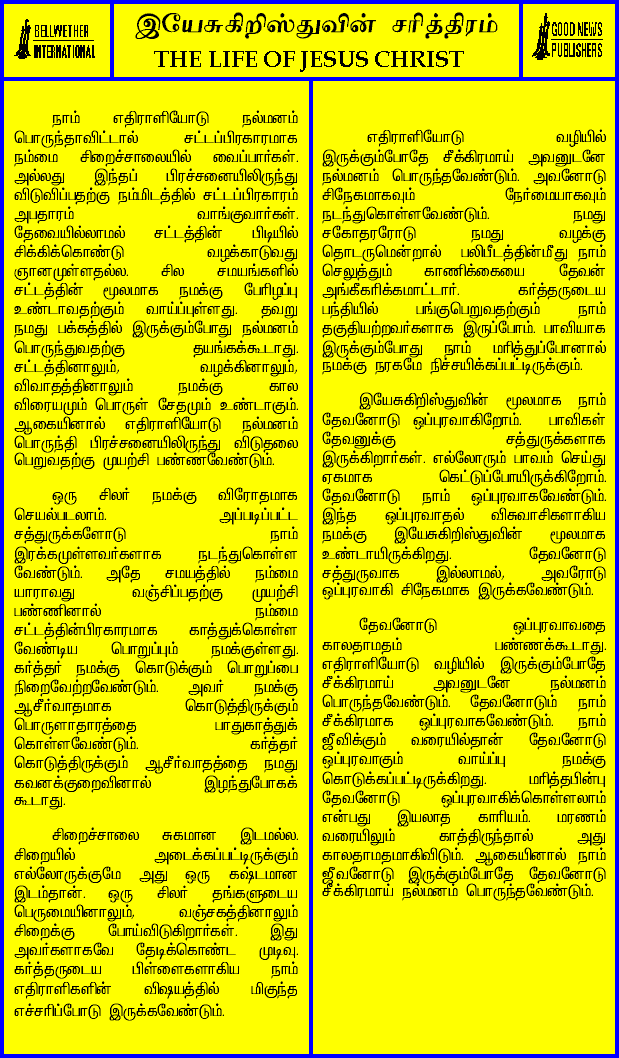 BELLWETHER
INTERNATIONAL
இயேசுகிறிஸ்துவின் சரித்திரம்
THE LIFE OF JESUS CHRIST
GOOD NEWS
PUBLISHERS
நாம் எதிராளியோடு நல்மனம்
பொருந்தாவிட்டால் சட்டப்பிரகாரமாக
நம்மை சிறைச்சாலையில் வைப்பார்கள்.
அல்லது இந்தப் பிரச்சனையிலிருந்து
விடுவிப்பதற்கு நம்மிடத்தில் சட்டப்பிரகாரம்
அபதாரம் வாங்குவார்கள்.
தேவையில்லாமல் சட்டத்தின் பிடியில்
சிக்கிக்கொண்டு வழக்காடுவது
ஞானமுள்ளதல்ல. சில சமயங்களில்
சட்டத்தின் மூலமாக நமக்கு பேரிழப்பு
உண்டாவதற்கும் வாய்ப்புள்ளது. தவறு
நமது பக்கத்தில் இருக்கும்போது நல்மனம்
பொருந்துவதற்கு தயங்கக்கூடாது.
சட்டத்தினாலும், வழக்கினாலும்,
விவாதத்தினாலும் நமக்கு கால
விரையமும் பொருள் சேதமும் உண்டாகும்.
ஆகையினால் எதிராளியோடு நல்மனம்
பொருந்தி பிரச்சனையிலிருந்து விடுதலை
பெறுவதற்கு முயற்சி பண்ணவேண்டும்.
ஒரு சிலர் நமக்கு விரோதமாக
செயல்படலாம். அப்படிப்பட்ட
சத்துருக்களோடு நாம்
இரக்கமுள்ளவர்களாக நடந்துகொள்ள
வேண்டும். அதே சமயத்தில் நம்மை
யாராவது வஞ்சிப்பதற்கு முயற்சி
பண்ணினால் நம்மை
சட்டத்தின்பிரகாரமாக காத்துக்கொள்ள
வேண்டிய பொறுப்பும் நமக்குள்ளது.
கர்த்தர் நமக்கு கொடுக்கும் பொறுப்பை
நிறைவேற்றவேண்டும். அவர் நமக்கு
ஆசீர்வாதமாக கொடுத்திருக்கும்
பொருளாதாரத்தை பாதுகாத்துக்
கொள்ளவேண்டும். கர்த்தர்
கொடுத்திருக்கும் ஆசீர்வாதத்தை நமது
கவனக்குறைவினால் இழந்துபோகக்
கூடாது.
சிறைச்சாலை சுகமான இடமல்ல.
சிறையில் அடைக்கப்பட்டிருக்கும்
எல்லோருக்குமே அது ஒரு கஷ்டமான
இடம்தான். ஒரு சிலர் தங்களுடைய
பெருமையினாலும், வஞ்சகத்தினாலும்
சிறைக்கு போய்விடுகிறார்கள். இது
அவர்களாகவே தேடிக்கொண்ட முடிவு.
கர்த்தருடைய பிள்ளைகளாகிய நாம்
எதிராளிகளின் விஷயத்தில் மிகுந்த
எச்சரிப்போடு இருக்கவேண்டும்.
எதிராளியோடு வழியில்
இருக்கும்போதே சீக்கிரமாய் அவனுடனே
நல்மனம் பொருந்தவேண்டும். அவனோடு
சிநேகமாகவும் நேர்மையாகவும்
நடந்துகொள்ளவேண்டும். நமது
சகோதரரோடு நமது வழக்கு
தொடருமென்றால் பலிபீடத்தின்மீது நாம்
செலுத்தும் காணிக்கையை தேவன்
அங்கீகரிக்கமாட்டார். கர்த்தருடைய
பந்தியில் பங்குபெறுவதற்கும் நாம்
தகுதியற்றவர்களாக இருப்போம். பாவியாக
இருக்கும்போது நாம் மரித்துப்போனால்
நமக்கு நரகமே நிச்சயிக்கப்பட்டிருக்கும்.
இயேசுகிறிஸ்துவின் மூலமாக நாம்
தேவனோடு ஒப்புரவாகிறோம். பாவிகள்
தேவனுக்கு சத்துருக்களாக
இருக்கிறார்கள். எல்லோரும் பாவம் செய்து
ஏகமாக கெட்டுப்போயிருக்கிறோம்.
தேவனோடு நாம் ஒப்புரவாகவேண்டும்.
இந்த ஒப்புரவாதல் விசுவாசிகளாகிய
நமக்கு இயேசுகிறிஸ்துவின் மூலமாக
உண்டாயிருக்கிறது. தேவனோடு
சத்துருவாக இல்லாமல், அவரோடு
ஒப்புரவாகி சிநேகமாக இருக்கவேண்டும்.
தேவனோடு ஒப்புரவாவதை
காலதாமதம் பண்ணக்கூடாது.
எதிராளியோடு வழியில் இருக்கும்போதே
சீக்கிரமாய் அவனுடனே நல்மனம்
பொருந்தவேண்டும். தேவனோடும் நாம்
சீக்கிரமாக ஒப்புரவாகவேண்டும். நாம்
ஜீவிக்கும் வரையில்தான் தேவனோடு
ஒப்புரவாகும் வாய்ப்பு நமக்கு
கொடுக்கப்பட்டிருக்கிறது. மரித்தபின்பு
தேவனோடு ஒப்புரவாகிக்கொள்ளலாம்
என்பது இயலாத காரியம். மரணம்
வரையிலும் காத்திருந்தால் அது
காலதாமதமாகிவிடும். ஆகையினால் நாம்
ஜீவனோடு இருக்கும்போதே தேவனோடு
சீக்கிரமாய் நல்மனம் பொருந்தவேண்டும்.